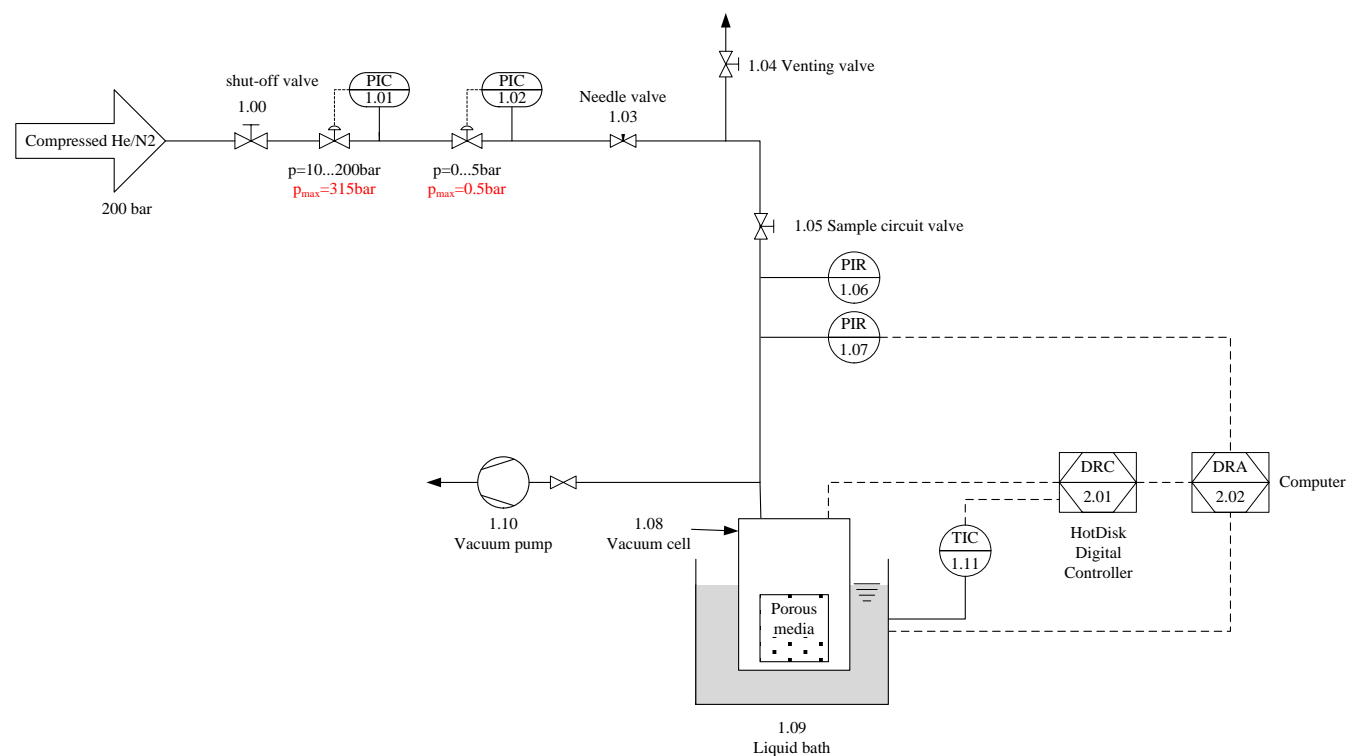 1.04 Venting valve
shut-off valve
1.00
PIC
1.01
PIC
1.02
Needle valve
1.03
Compressed He/N2
200 bar
p=10...200bar
pmax=315bar
p=0...5bar
pmax=0.5bar
1.05 Sample circuit valve
PIR
1.06
PIR
1.07
DRC
2.01
HotDisk
Digital
Controller
DRA
2.02
Computer
1.10
Vacuum pump
1.08
Vacuum cell
TIC
1.11
Porous
media
1.09
Liquid bath